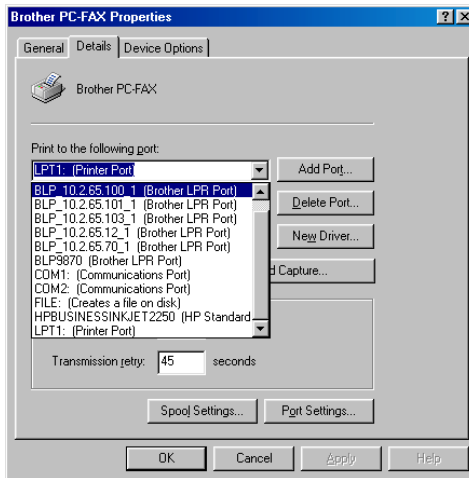 Brother PC-FAX Properties
General Details Device Options
Brother PC-FAX
Print to the following port:
LPT1: (Printer Port) Add Port...
BLP_10.2.65.100_1 (Brother LPR Port)
BLP_10.2.65.101_1 (Brother LPR Port) Delete Port...
BLP_10.2.65.103_1 (Brother LPR Port)
BLP_10.2.65.12_1 (Brother LPR Port) New Driver...
BLP_10.2.65.70_1 (Brother LPR Port)
BLP9870 (Brother LPR Port)
COM1: (Communications Port) Capture...
COM2: (Communications Port)
FILE: (Creates a file on disk)
HPBUSINESSINKJET2250 (HP Standard
LPT1: (Printer Port)
Transmission retry: 45 seconds
Spool Settings... Port Settings...
OK Cancel Apply Help